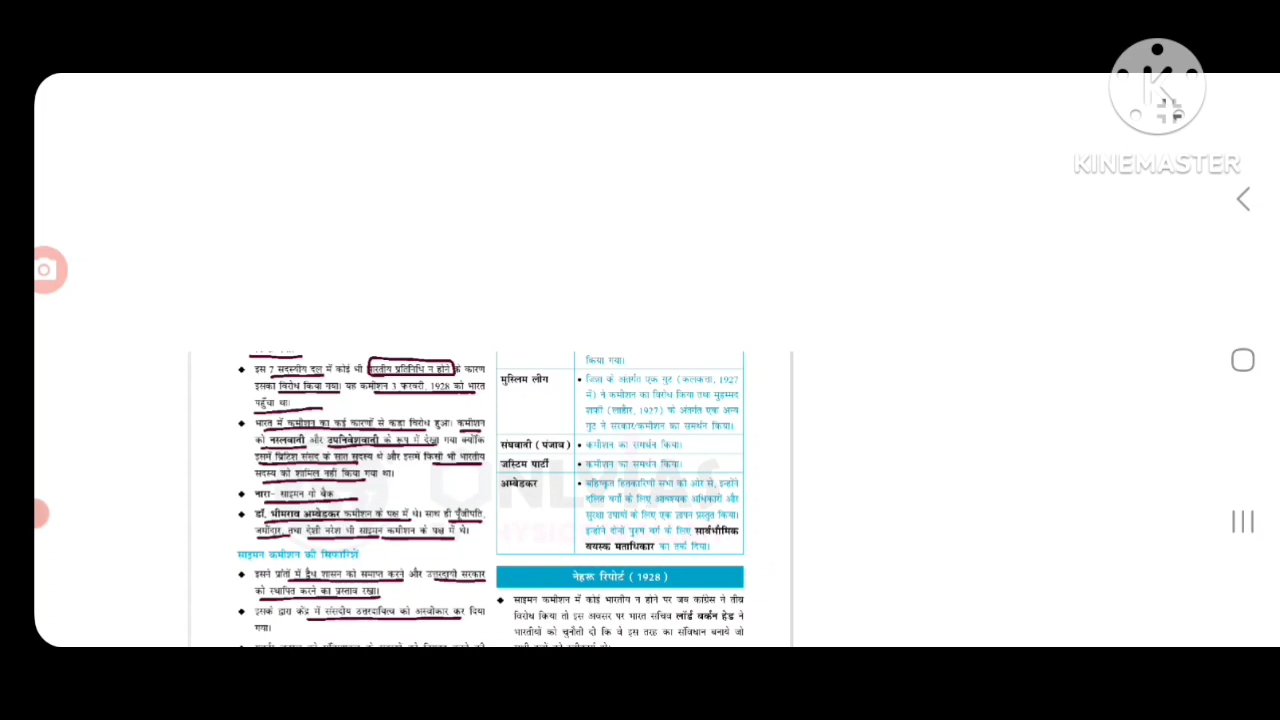 KINEMASTER
इस 7 सदस्यीय दल में कोई भी भारतीय प्रतिनिधि न होने के कारण
इसका विरोध किया गया। यह कमीशन 3 फरवरी, 1928 को भारत
पहुँचा था।
भारत में कमीशन का कई कारणों से कड़ा विरोध हुआ। कमीशन
को नस्लवादी और उपनिवेशवादी के रूप में देखा गया क्योंकि
इसमें ब्रिटिश संसद के सात सदस्य थे और इसमें किसी भी भारतीय
सदस्य को शामिल नहीं किया गया था।
नारा- साइमन गो बैक
डॉ. भीमराव अम्बेडकर कमीशन के पक्ष में थे। साथ ही पूँजीपति,
जमींदार, तथा देशी नरेश भी साइमन कमीशन के पक्ष में थे।
साइमन कमीशन की सिफारिशें
इसने प्रांतों में द्वैध शासन को समाप्त करने और उत्तरदायी सरकार
को स्थापित करने का प्रस्ताव रखा।
इसके द्वारा केंद्र में संसदीय उत्तरदायित्व को अस्वीकार कर दिया
गया।
किया गया।
मुस्लिम लीग
जिन्ना के अंतर्गत एक गुट (कलकत्ता, 1927
में) ने कमीशन का विरोध किया तथा मुहम्मद
शफी (लाहौर, 1927) के अंतर्गत एक अन्य
गुट ने सरकार/कमीशन का समर्थन किया।
संघवादी (पंजाब)
कमीशन का समर्थन किया।
जस्टिस पार्टी
कमीशन का समर्थन किया।
अम्बेडकर
बहिष्कृत हितकारिणी सभा की ओर से, इन्होंने
दलित वर्गों के लिए आवश्यक अधिकारों और
सुरक्षा उपायों के लिए एक ज्ञापन प्रस्तुत किया।
इन्होंने दोनों पुरुष वर्ग के लिए सार्वभौमिक
वयस्क मताधिकार का तर्क दिया।
नेहरू रिपोर्ट (1928)
साइमन कमीशन में कोई भारतीय न होने पर जब कांग्रेस ने तीव्र
विरोध किया तो इस अवसर पर भारत सचिव लॉर्ड बर्कन हेड ने
भारतीयों को चुनौती दी कि वे इस तरह का संविधान बनाये जो